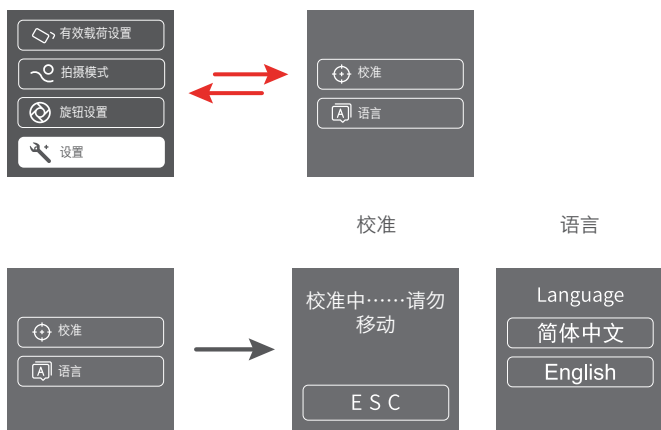 有效载荷设置
拍摄模式
旋钮设置
设置
校准
语言
校准
语言
校准
语言
校准中……请勿
移动
ESC
Language
简体中文
English